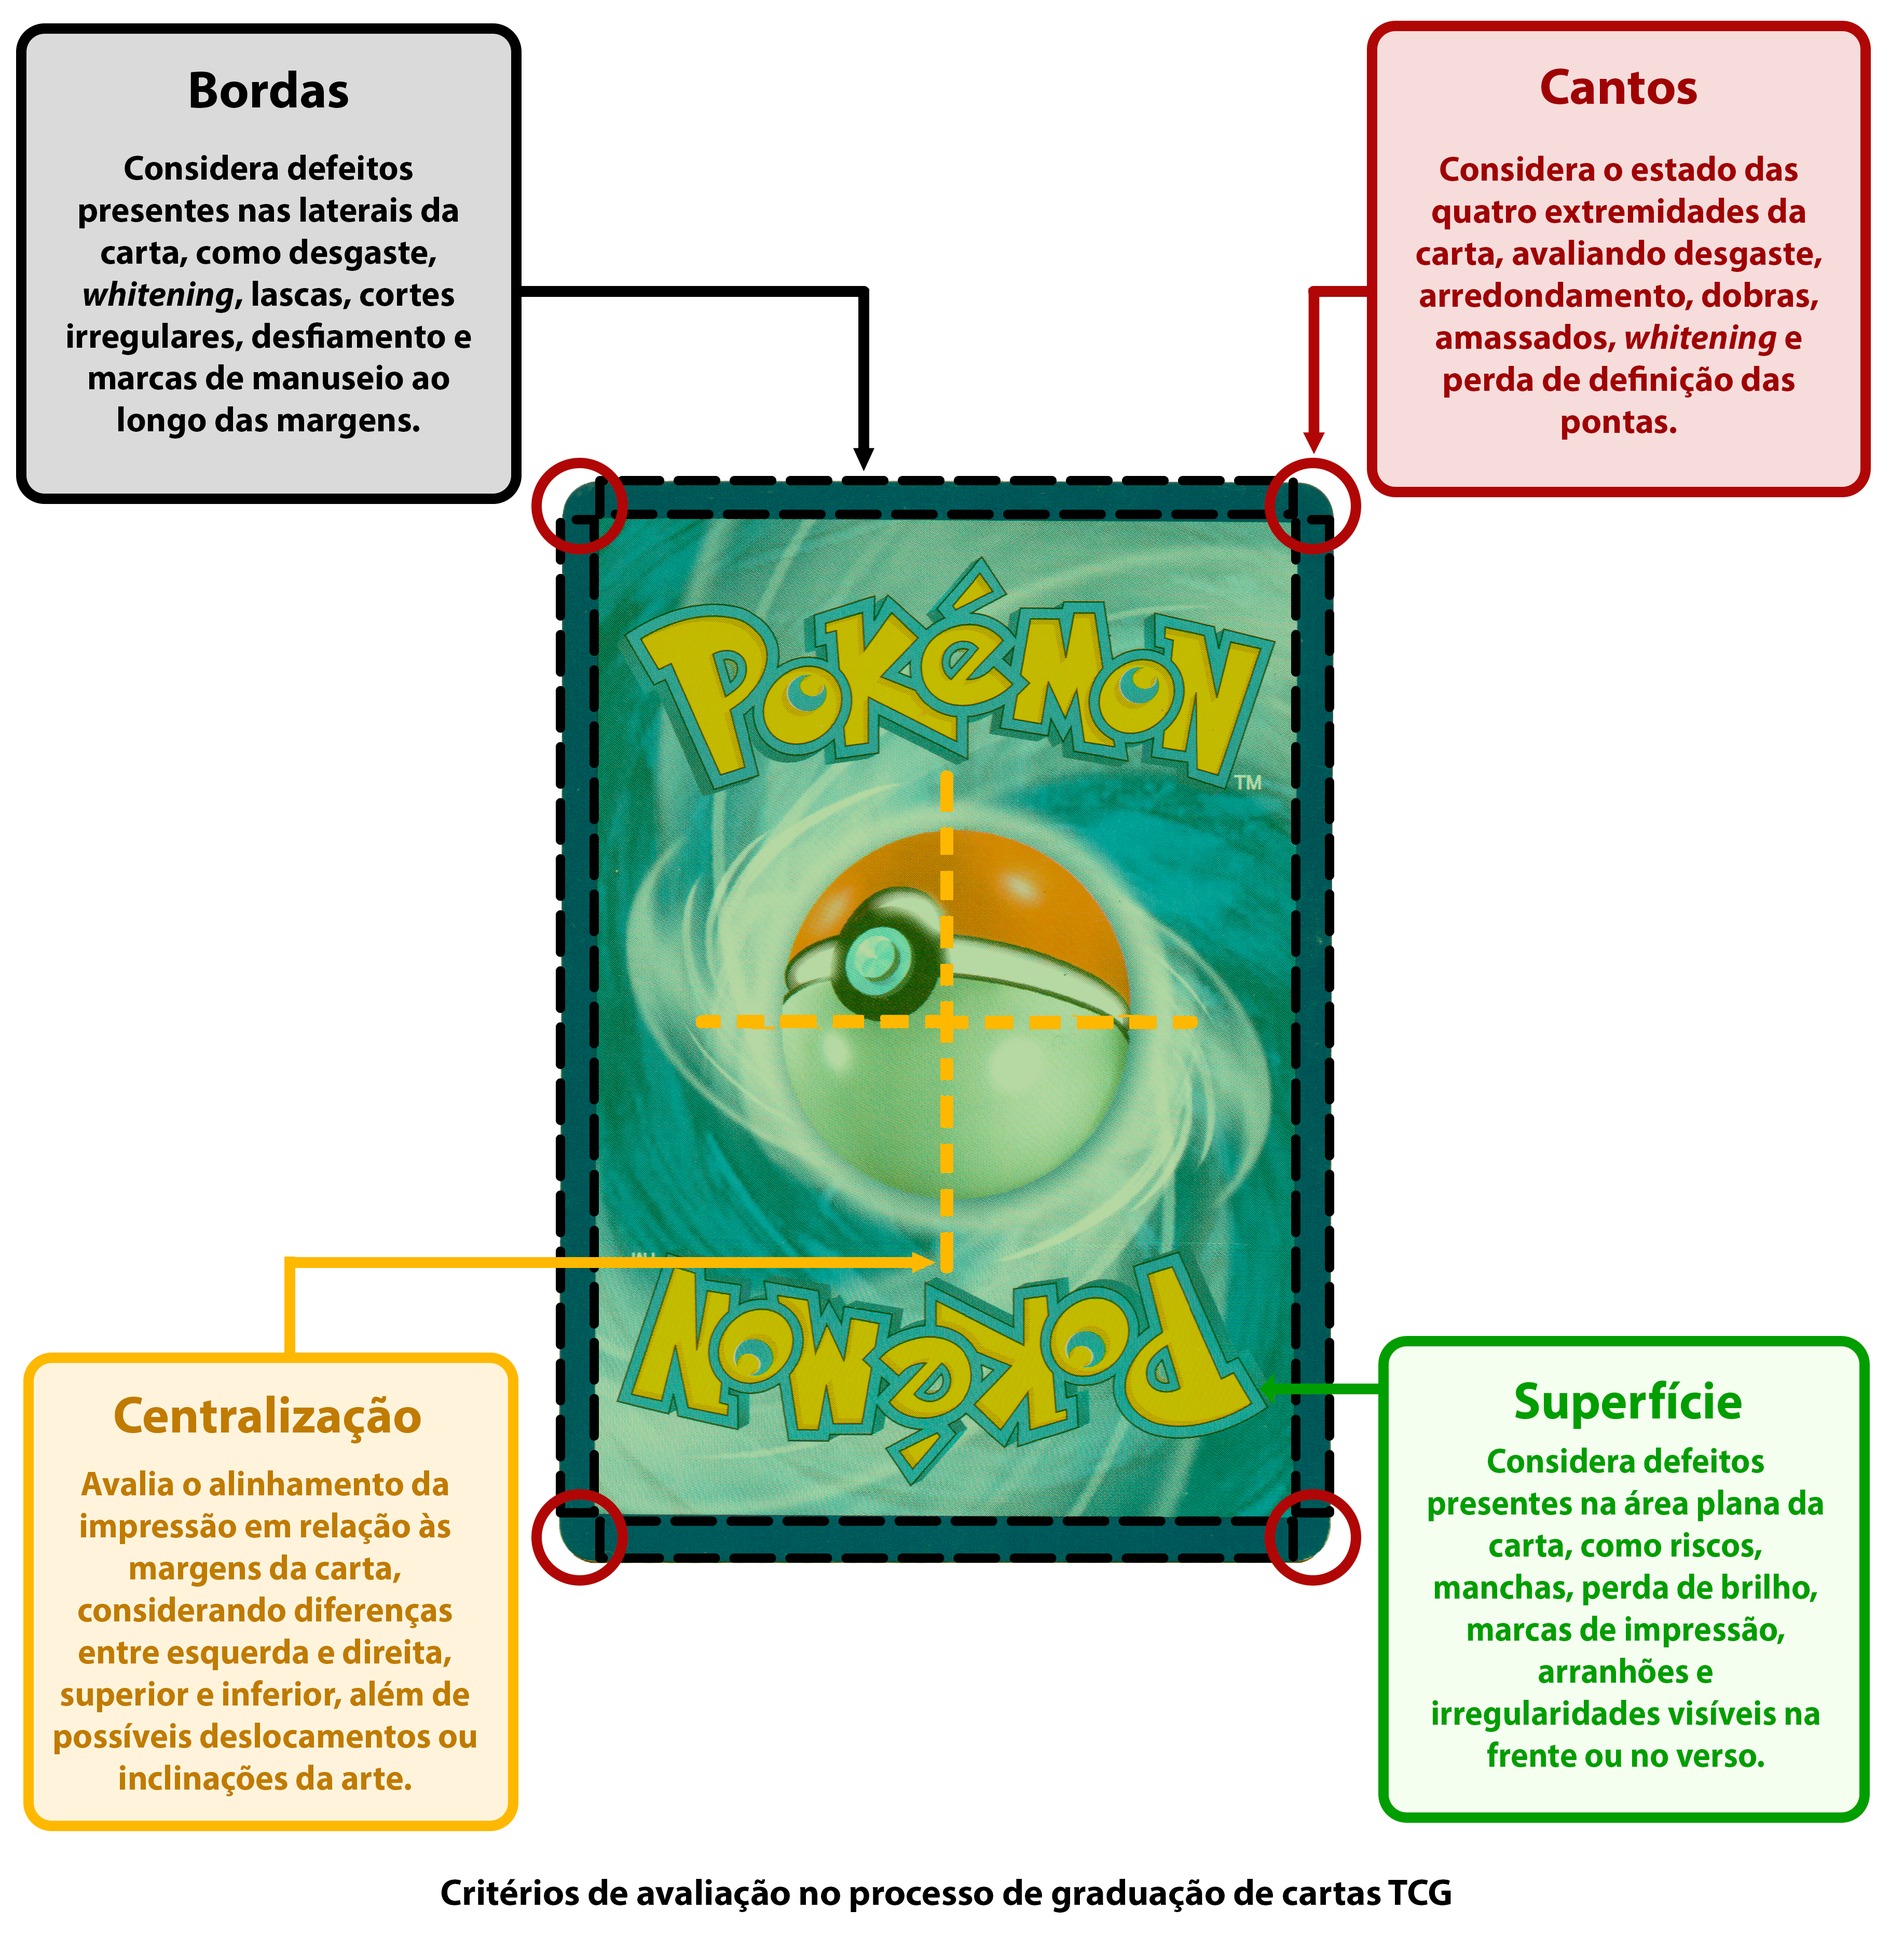 Bordas
Considera defeitos
presentes nas laterais da
carta, como desgaste,
whitening, lascas, cortes
irregulares, desfiamento e
marcas de manuseio ao
longo das margens.
Cantos
Considera o estado das
quatro extremidades da
carta, avaliando desgaste,
arredondamento, dobras,
amassados, whitening e
perda de definição das
pontas.
POKéMON
TM
POKéMON
TM
Centralização
Avalia o alinhamento da
impressão em relação às
margens da carta,
considerando diferenças
entre esquerda e direita,
superior e inferior, além de
possíveis deslocamentos ou
inclinações da arte.
Superfície
Considera defeitos
presentes na área plana da
carta, como riscos,
manchas, perda de brilho,
marcas de impressão,
arranhões e
irregularidades visíveis na
frente ou no verso.
Critérios de avaliação no processo de graduação de cartas TCG